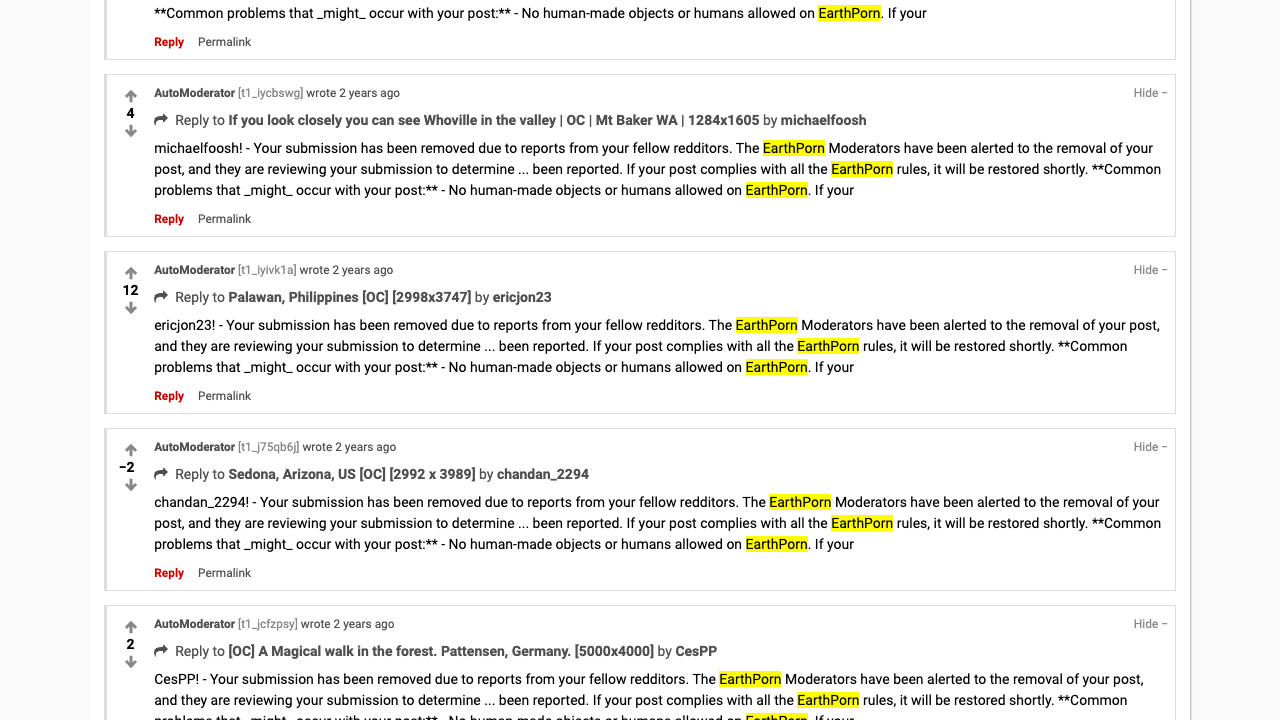 **Common problems that _might_ occur with your post:** - No human-made objects or humans allowed on EarthPorn. If your
Reply Permalink
AutoModerator [t1_iycbswg] wrote 2 years ago Hide −
4
Reply to If you look closely you can see Whoville in the valley | OC | Mt Baker WA | 1284x1605 by michaelfoosh
michaelfoosh! - Your submission has been removed due to reports from your fellow redditors. The EarthPorn Moderators have been alerted to the removal of your
post, and they are reviewing your submission to determine ... been reported. If your post complies with all the EarthPorn rules, it will be restored shortly. **Common
problems that _might_ occur with your post:** - No human-made objects or humans allowed on EarthPorn. If your
Reply Permalink
AutoModerator [t1_iyivk1a] wrote 2 years ago Hide −
12
Reply to Palawan, Philippines [OC] [2998x3747] by ericjon23
ericjon23! - Your submission has been removed due to reports from your fellow redditors. The EarthPorn Moderators have been alerted to the removal of your post,
and they are reviewing your submission to determine ... been reported. If your post complies with all the EarthPorn rules, it will be restored shortly. **Common
problems that _might_ occur with your post:** - No human-made objects or humans allowed on EarthPorn. If your
Reply Permalink
AutoModerator [t1_j75qb6j] wrote 2 years ago Hide −
−2
Reply to Sedona, Arizona, US [OC] [2992 x 3989] by chandan_2294
chandan_2294! - Your submission has been removed due to reports from your fellow redditors. The EarthPorn Moderators have been alerted to the removal of your
post, and they are reviewing your submission to determine ... been reported. If your post complies with all the EarthPorn rules, it will be restored shortly. **Common
problems that _might_ occur with your post:** - No human-made objects or humans allowed on EarthPorn. If your
Reply Permalink
AutoModerator [t1_jcfzpsy] wrote 2 years ago Hide −
2
Reply to [OC] A Magical walk in the forest. Pattensen, Germany. [5000x4000] by CesPP
CesPP! - Your submission has been removed due to reports from your fellow redditors. The EarthPorn Moderators have been alerted to the removal of your post,
and they are reviewing your submission to determine ... been reported. If your post complies with all the EarthPorn rules, it will be restored shortly. **Common
problems that _might_ occur with your post:** - No human-made objects or humans allowed on EarthPorn. If your